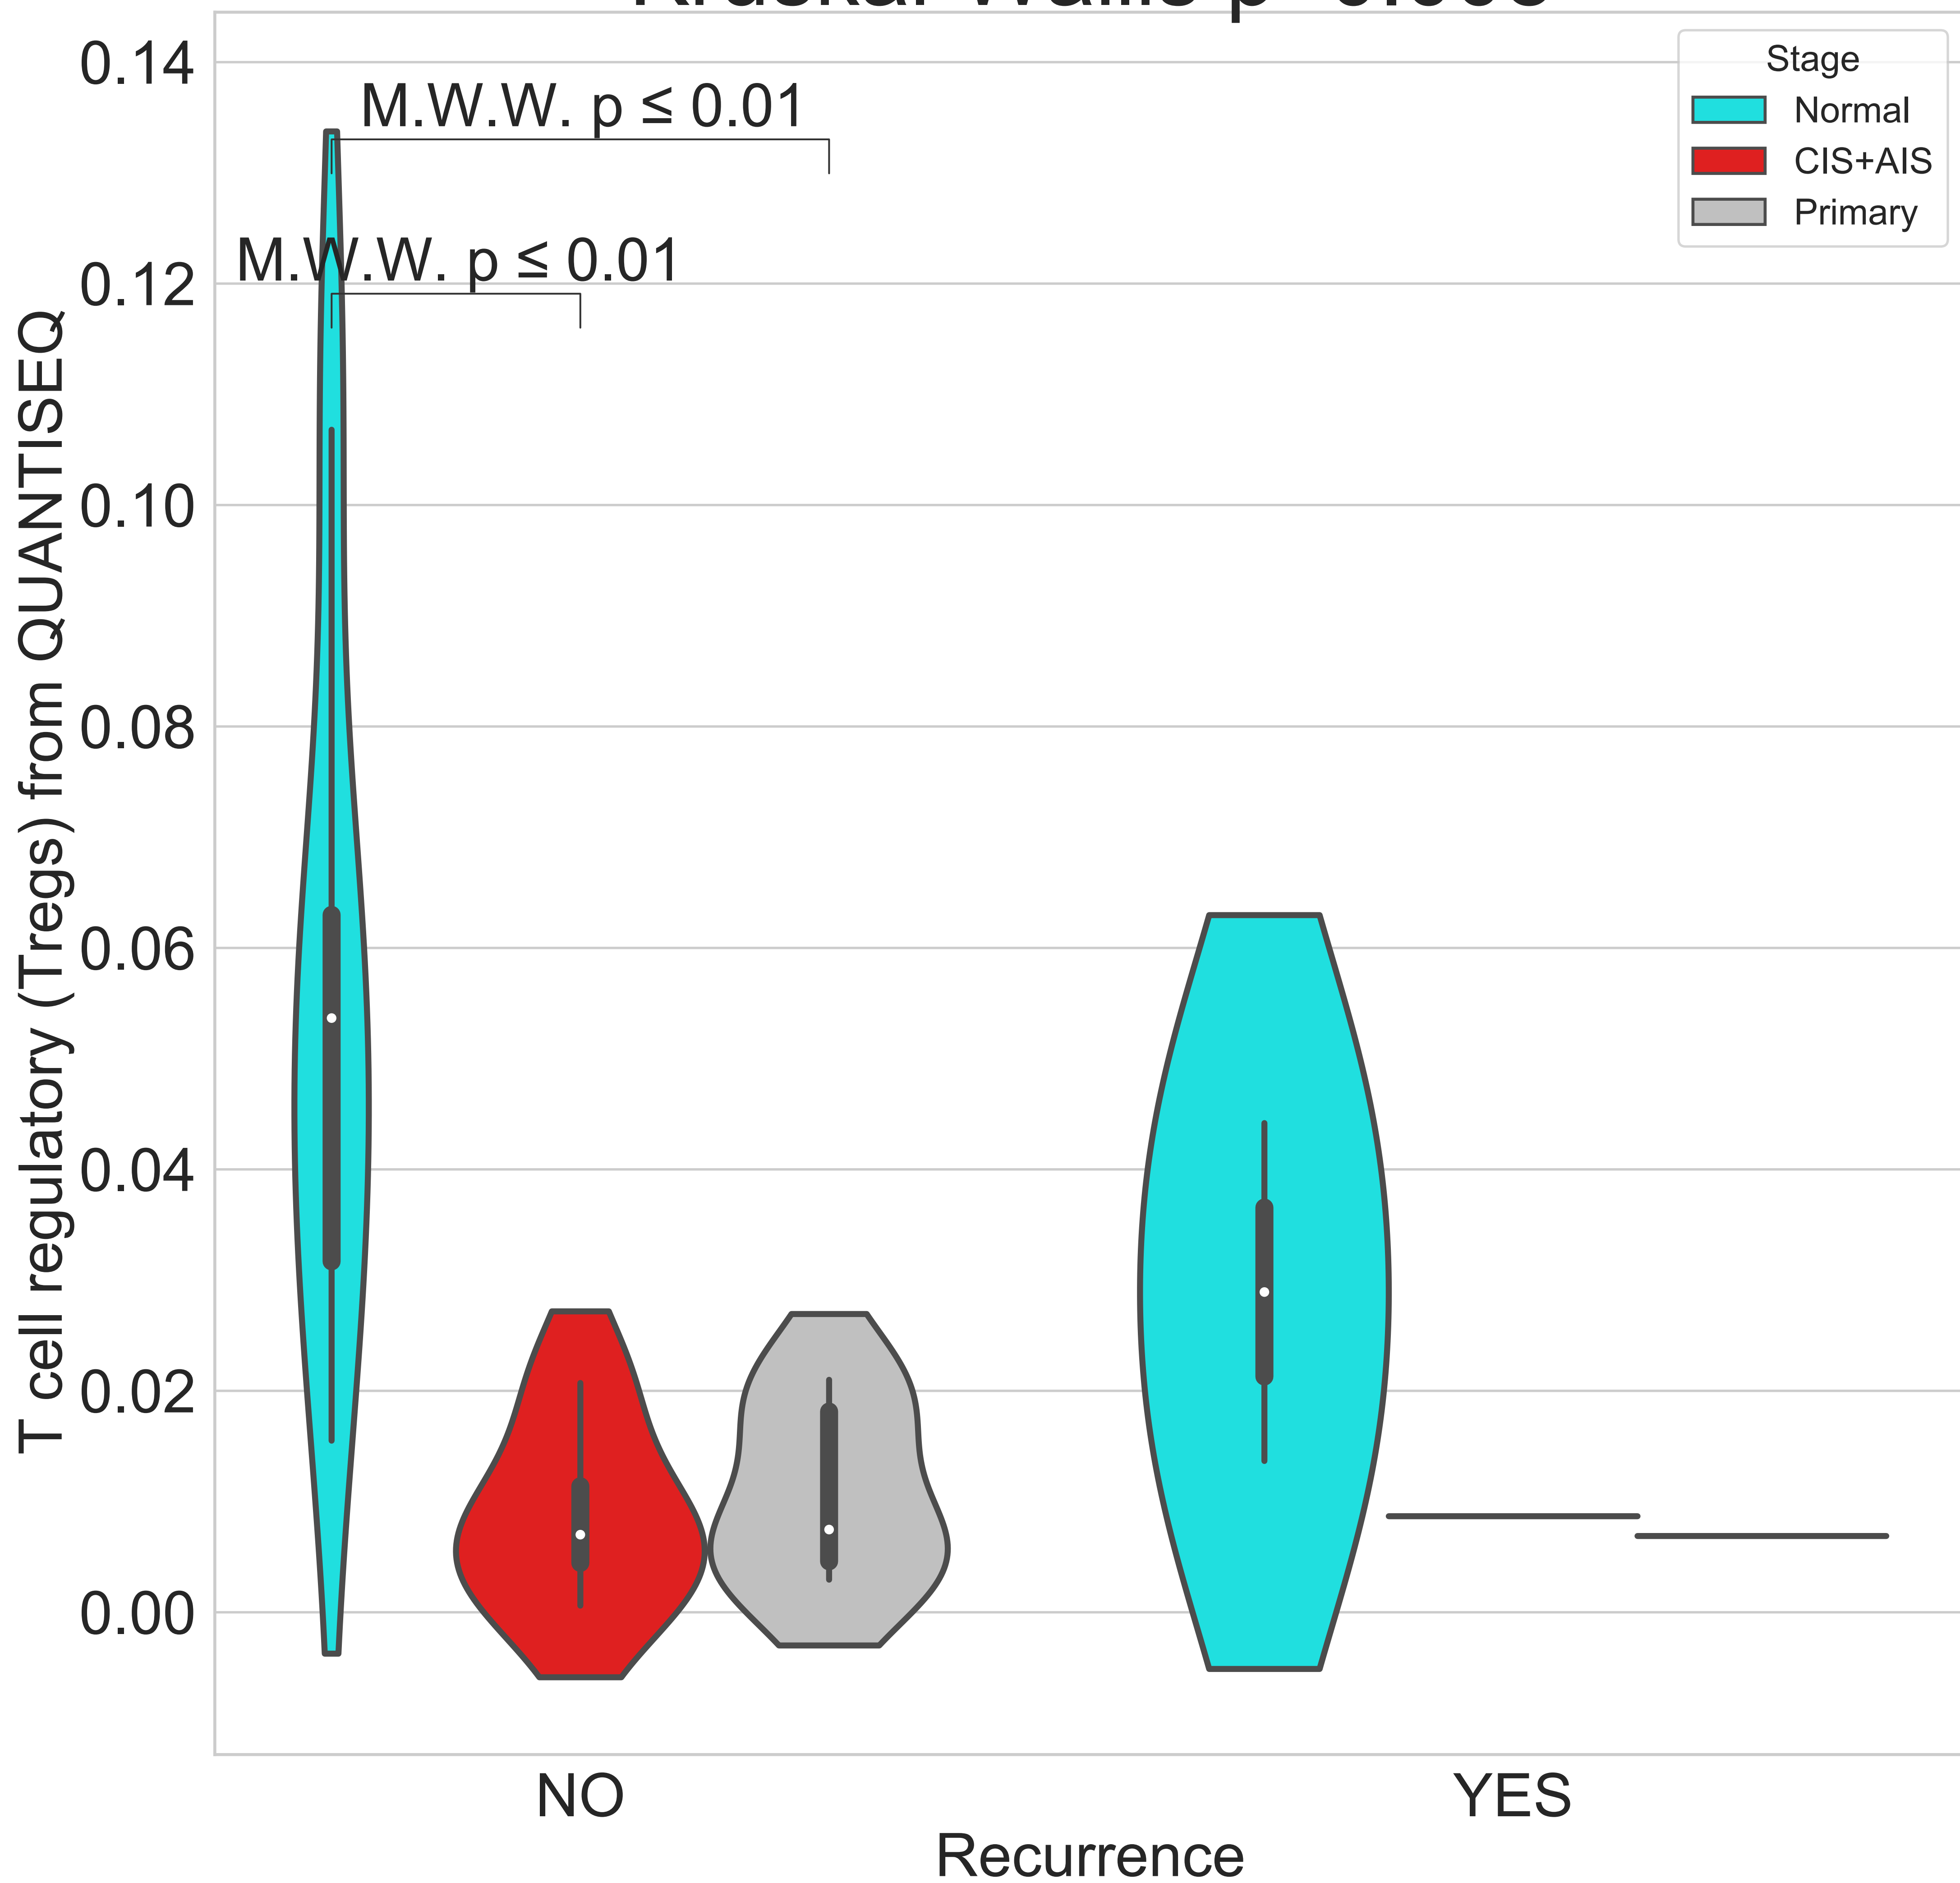 0.14
0.12
0.10
0.08
0.06
0.04
0.02
0.00
T cell regulatory (Tregs) from QUANTISEQ
M.W.W. p ≤ 0.01
M.W.W. p ≤ 0.01
Stage
Normal
CIS+AIS
Primary
NO
YES
Recurrence